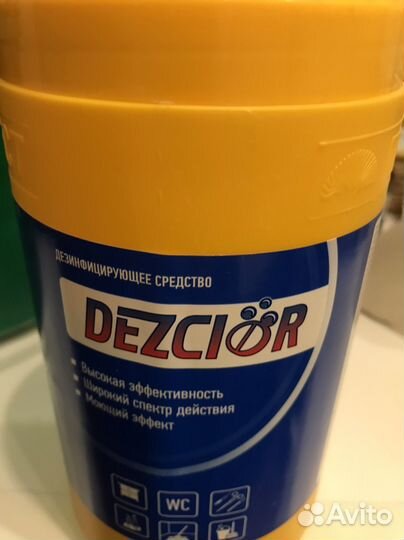 ДЕЗИНФИЦИРУЮЩЕЕ СРЕДСТВО
DEZCIOR
▪ Высокая эффективность
▪ Широкий спектр действия
▪ Моющий эффект
WC
Avito